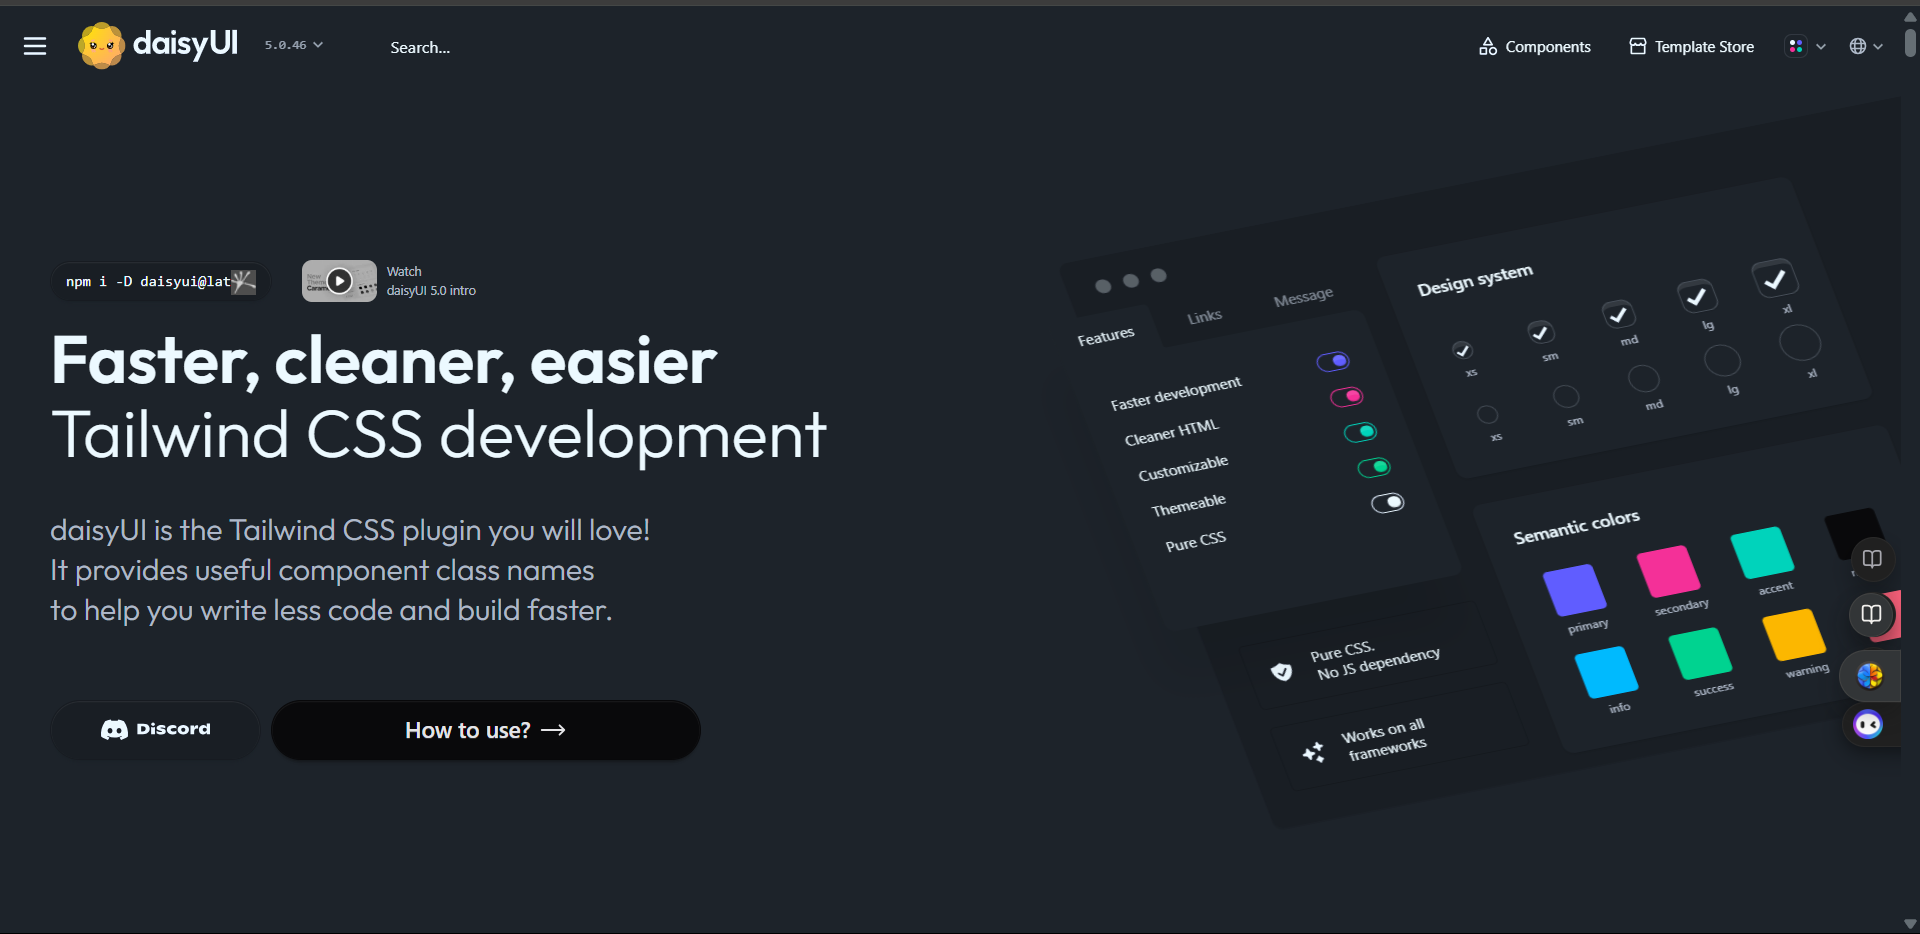 daisyUI
5.0.46
Search...
Components
Template Store
npm i -D daisyui@lat
Watch
daisyUI 5.0 intro
Faster, cleaner, easier
Tailwind CSS development
daisyUI is the Tailwind CSS plugin you will love!
It provides useful component class names
to help you write less code and build faster.
Discord
How to use? →
Features
Links
Message
Faster development
Cleaner HTML
Customizable
Themeable
Pure CSS
Design system
xs
sm
md
lg
xl
xs
sm
md
lg
xl
Semantic colors
primary
secondary
accent
info
success
warning
Pure CSS.
No JS dependency
Works on all
frameworks